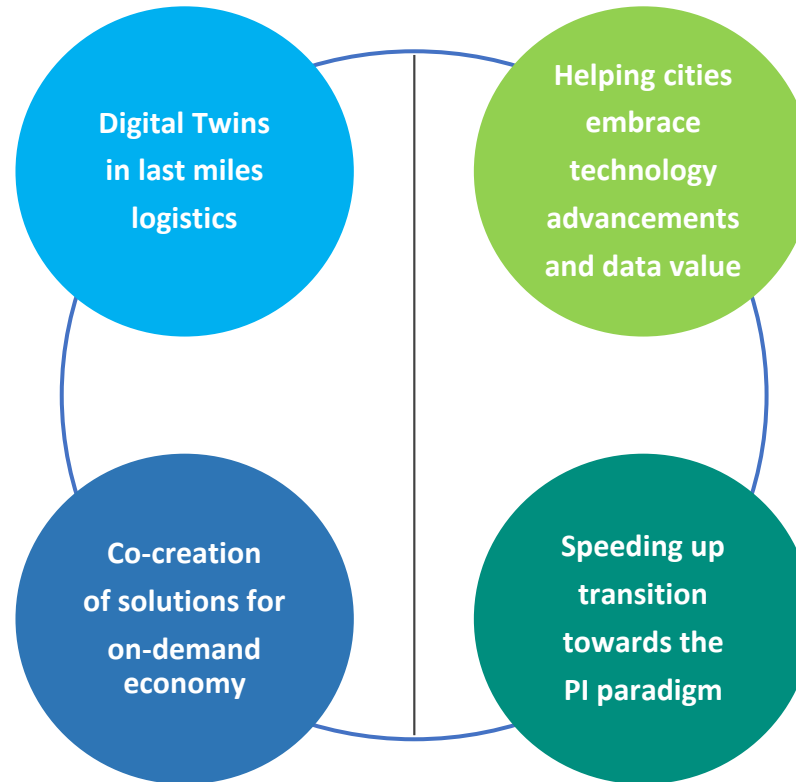 Digital Twins
in last miles
logistics
Helping cities
embrace
technology
advancements
and data value
Co-creation
of solutions for
on-demand
economy
Speeding up
transition
towards the
PI paradigm